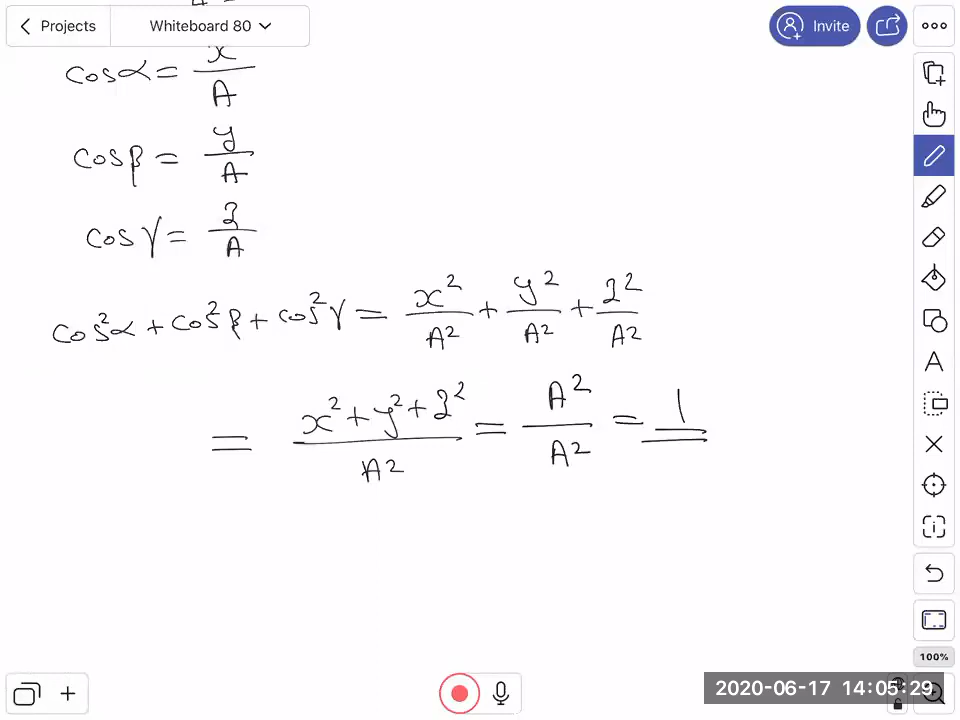 Projects Whiteboard 80 Invite
cosα = x/A
cosβ = y/A
cosγ = z/A
cos²α + cos²β + cos²γ = x²/A² + y²/A² + z²/A²
= x²+y²+z²/A² = A²/A² = 1
100%
2020-06-17 14:05:29